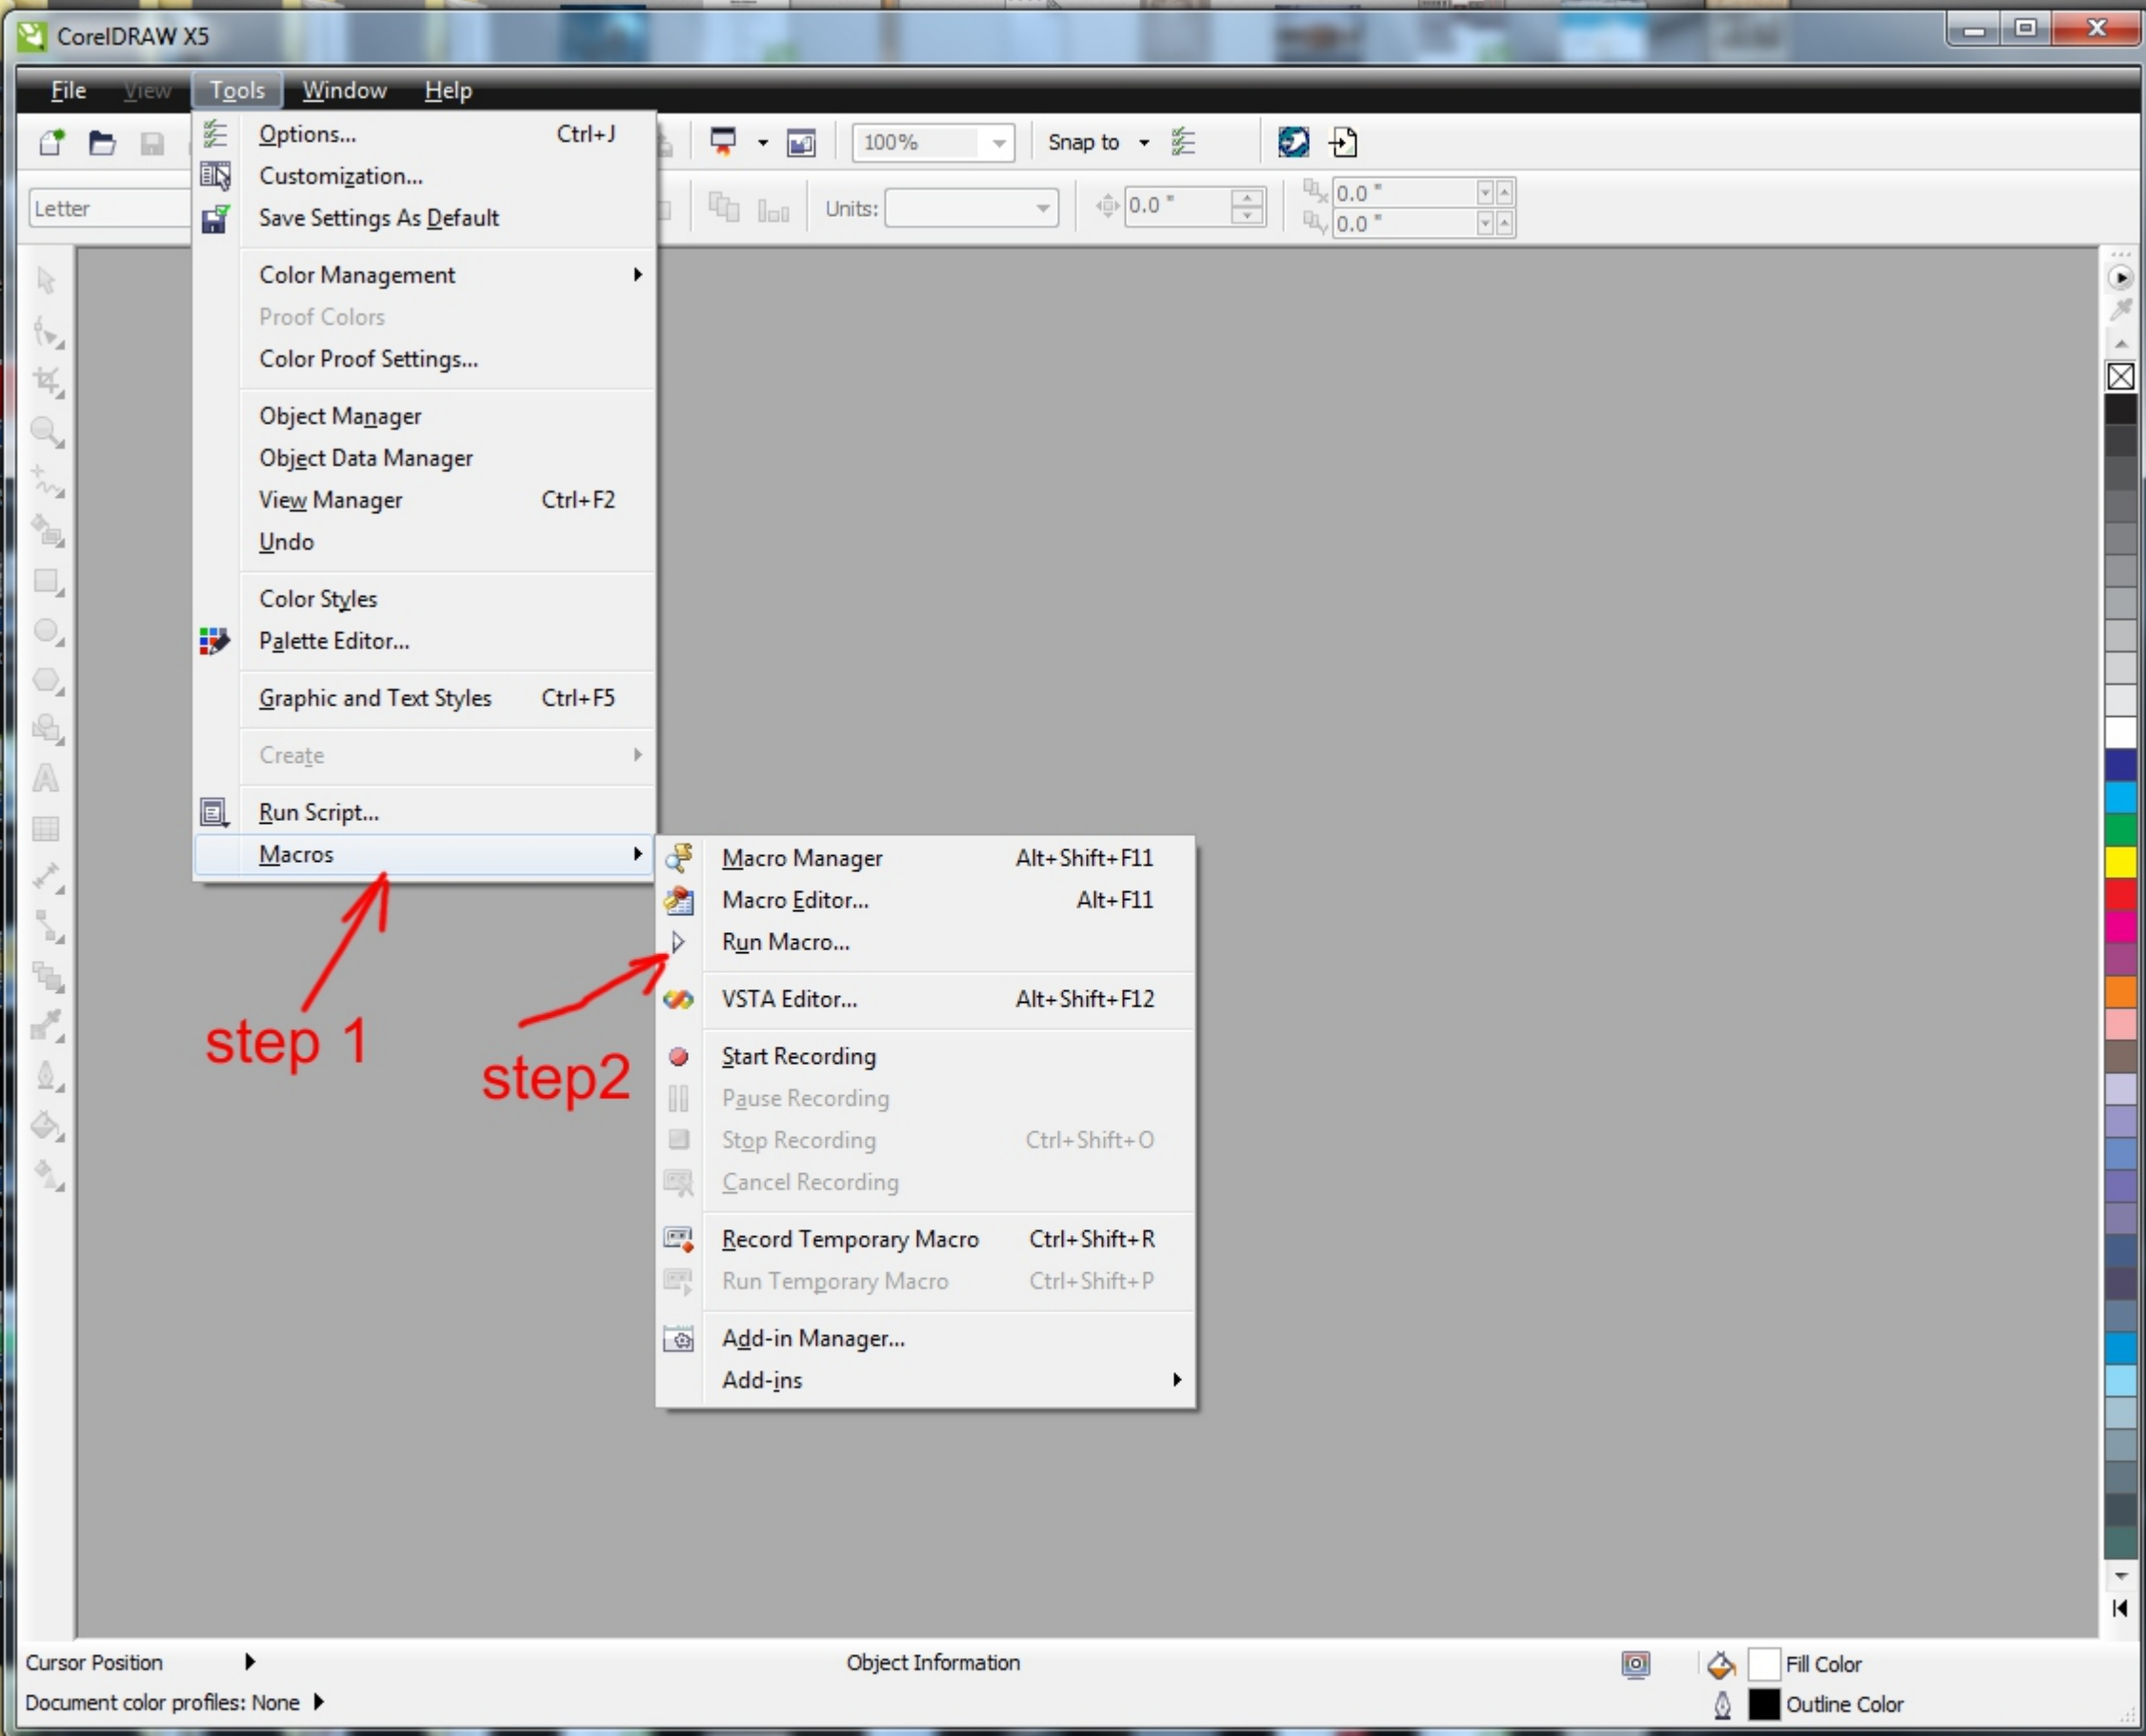 CorelDRAW X5
File View Tools Window Help
100% Snap to
Letter Units: 0.0 " 0.0 "
0.0 "
Options... Ctrl+J
Customization...
Save Settings As Default
Color Management
Proof Colors
Color Proof Settings...
Object Manager
Object Data Manager
View Manager Ctrl+F2
Undo
Color Styles
Palette Editor...
Graphic and Text Styles Ctrl+F5
Create
Run Script...
Macros
Macro Manager Alt+Shift+F11
Macro Editor... Alt+F11
Run Macro...
VSTA Editor... Alt+Shift+F12
Start Recording
Pause Recording
Stop Recording Ctrl+Shift+O
Cancel Recording
Record Temporary Macro Ctrl+Shift+R
Run Temporary Macro Ctrl+Shift+P
Add-in Manager...
Add-ins
step 1
step2
Cursor Position Object Information Fill Color
Document color profiles: None Outline Color